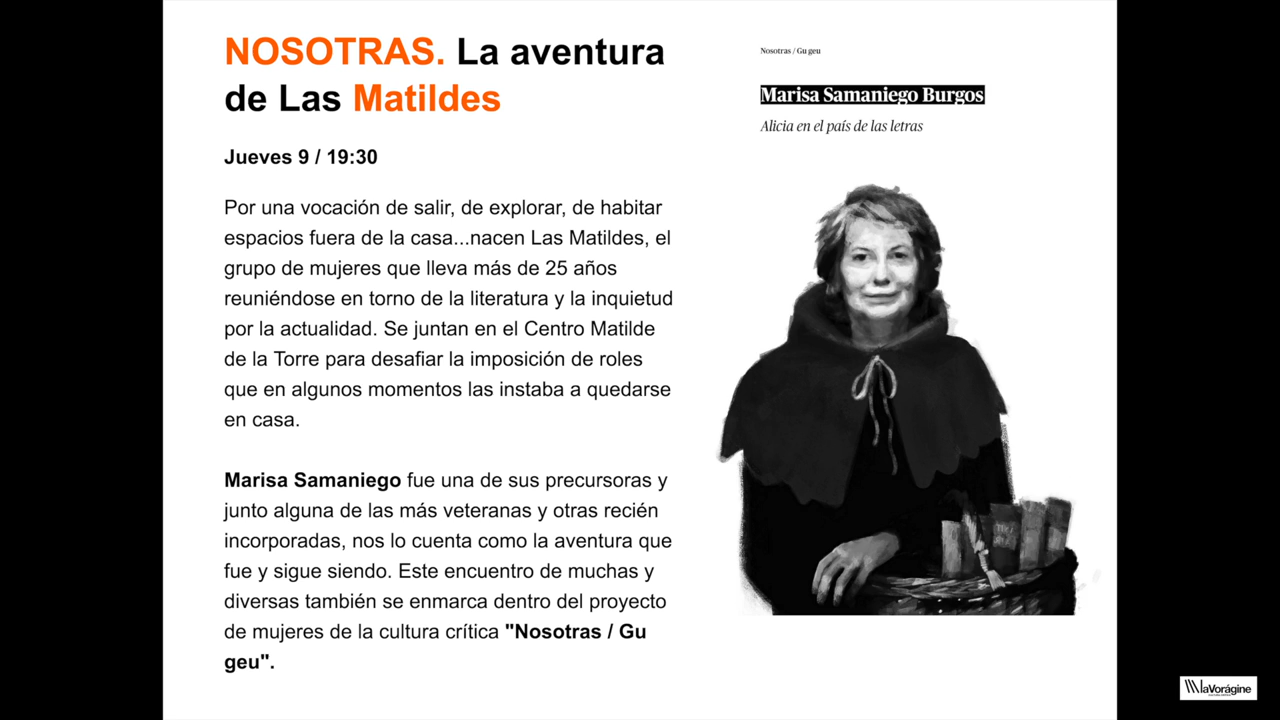 NOSOTRAS. La aventura
de Las Matildes
Jueves 9 / 19:30
Por una vocación de salir, de explorar, de habitar
espacios fuera de la casa...nacen Las Matildes, el
grupo de mujeres que lleva más de 25 años
reuniéndose en torno de la literatura y la inquietud
por la actualidad. Se juntan en el Centro Matilde
de la Torre para desafiar la imposición de roles
que en algunos momentos las instaba a quedarse
en casa.
Marisa Samaniego fue una de sus precursoras y
junto alguna de las más veteranas y otras recién
incorporadas, nos lo cuenta como la aventura que
fue y sigue siendo. Este encuentro de muchas y
diversas también se enmarca dentro del proyecto
de mujeres de la cultura crítica "Nosotras / Gu
geu".
Nosotras / Gu geu
Marisa Samaniego Burgos
Alicia en el país de las letras
laVorágine